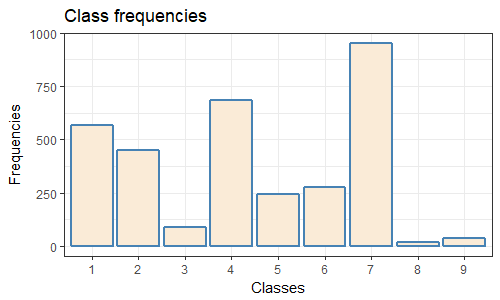 Class frequencies
1000
750
500
250
0
Frequencies
1 2 3 4 5 6 7 8 9
Classes